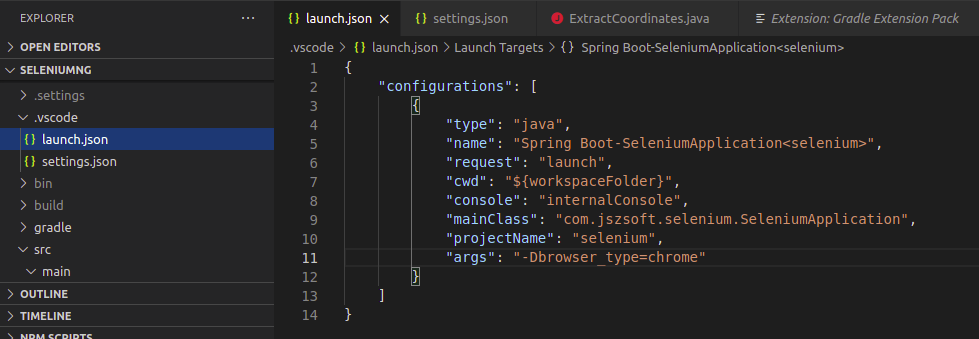 EXPLORER
OPEN EDITORS
SELENIUMNG
.settings
.vscode
launch.json
settings.json
bin
build
gradle
src
main
OUTLINE
TIMELINE
NPM SCRIPTS
launch.json settings.json ExtractCoordinates.java Extension: Gradle Extension Pack
.vscode > {} launch.json > Launch Targets > {} Spring Boot-SeleniumApplication<selenium>
1 {
2 "configurations": [
3 {
4 "type": "java",
5 "name": "Spring Boot-SeleniumApplication<selenium>",
6 "request": "launch",
7 "cwd": "${workspaceFolder}",
8 "console": "internalConsole",
9 "mainClass": "com.jszsoft.selenium.SeleniumApplication",
10 "projectName": "selenium",
11 "args": "-Dbrowser_type=chrome"
12 }
13 ]
14 }